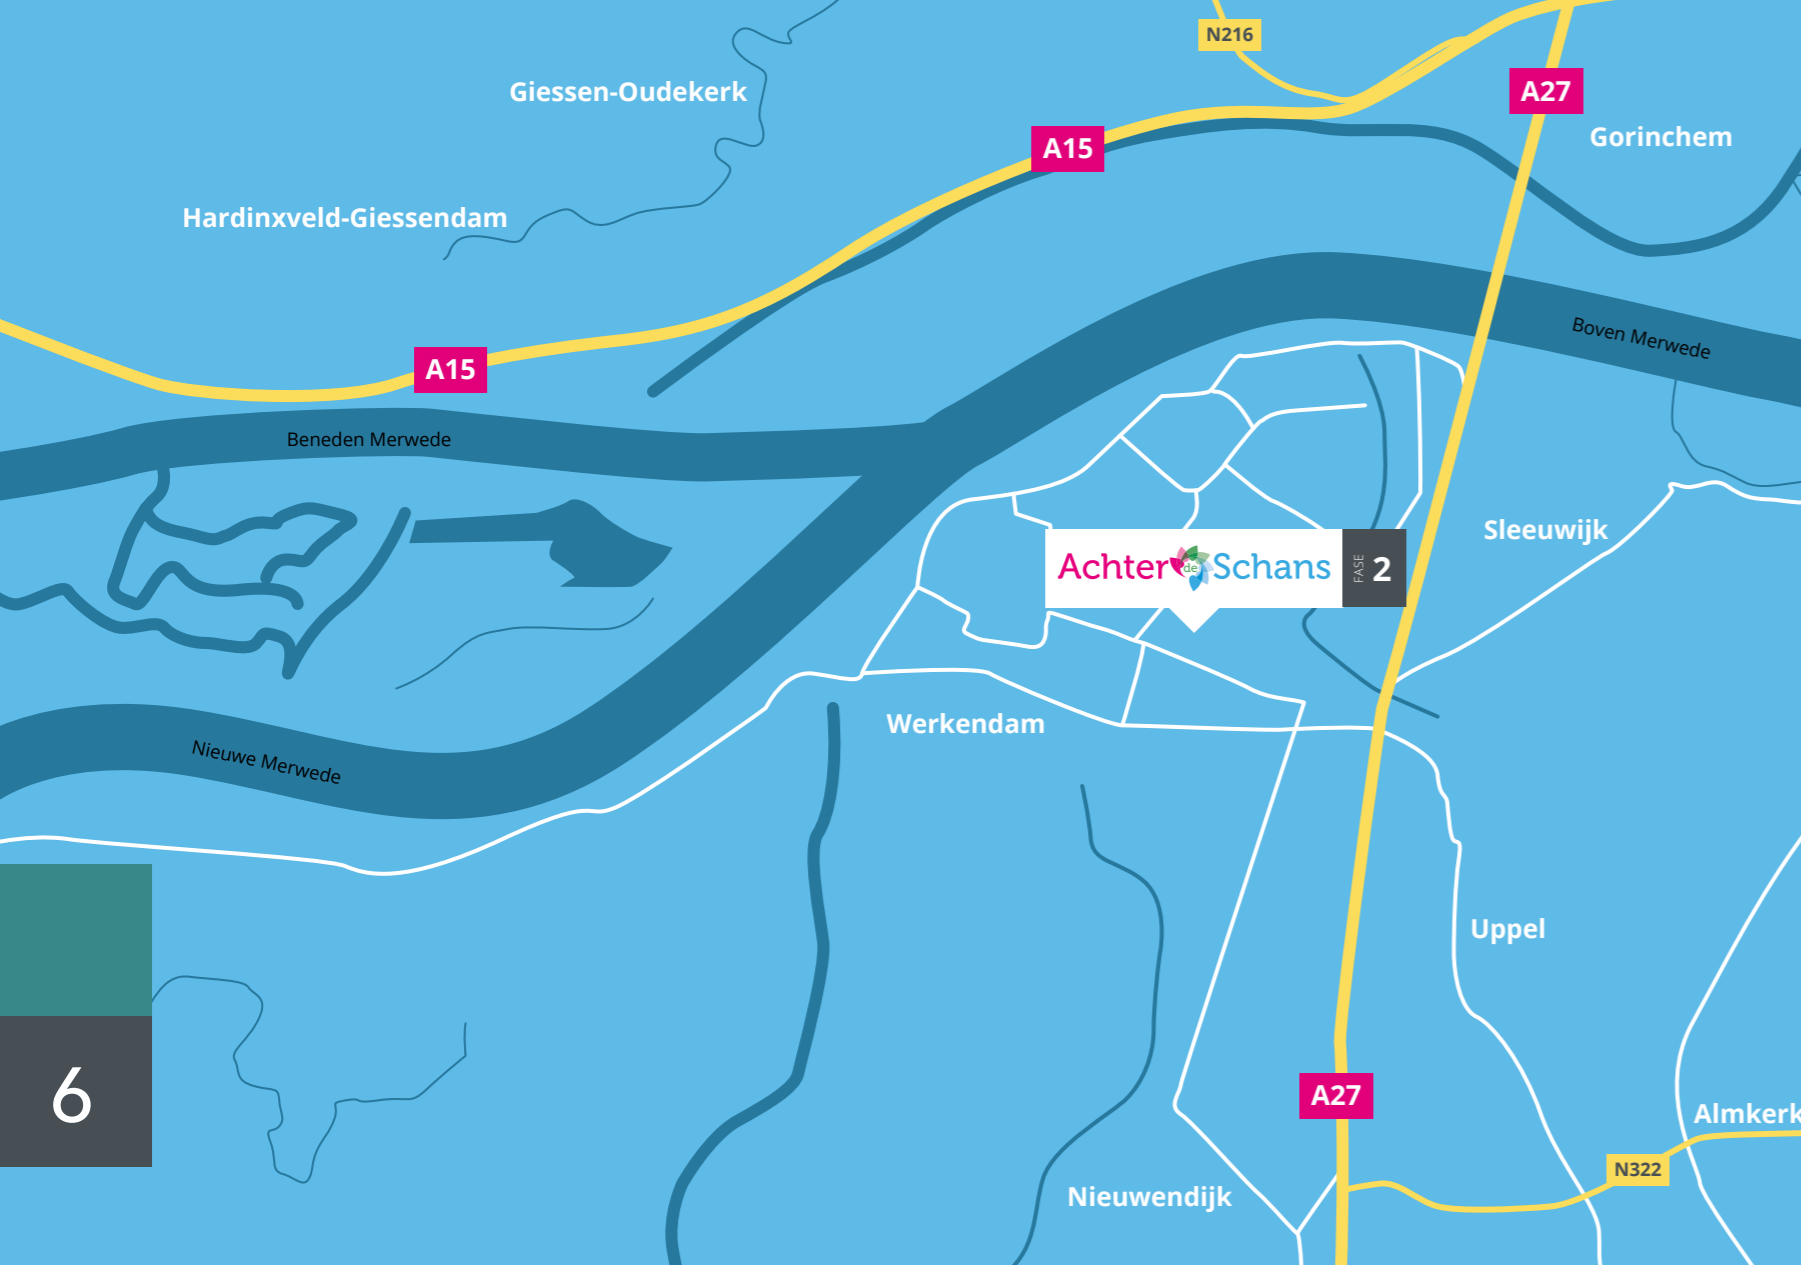 N216
A27
Giessen-Oudekerk
Gorinchem
A15
Hardinxveld-Giessendam
Boven Merwede
A15
Beneden Merwede
Sleeuwijk
Achter de Schans FASE 2
Werkendam
Nieuwe Merwede
Uppel
6
A27
Almkerk
N322
Nieuwendijk